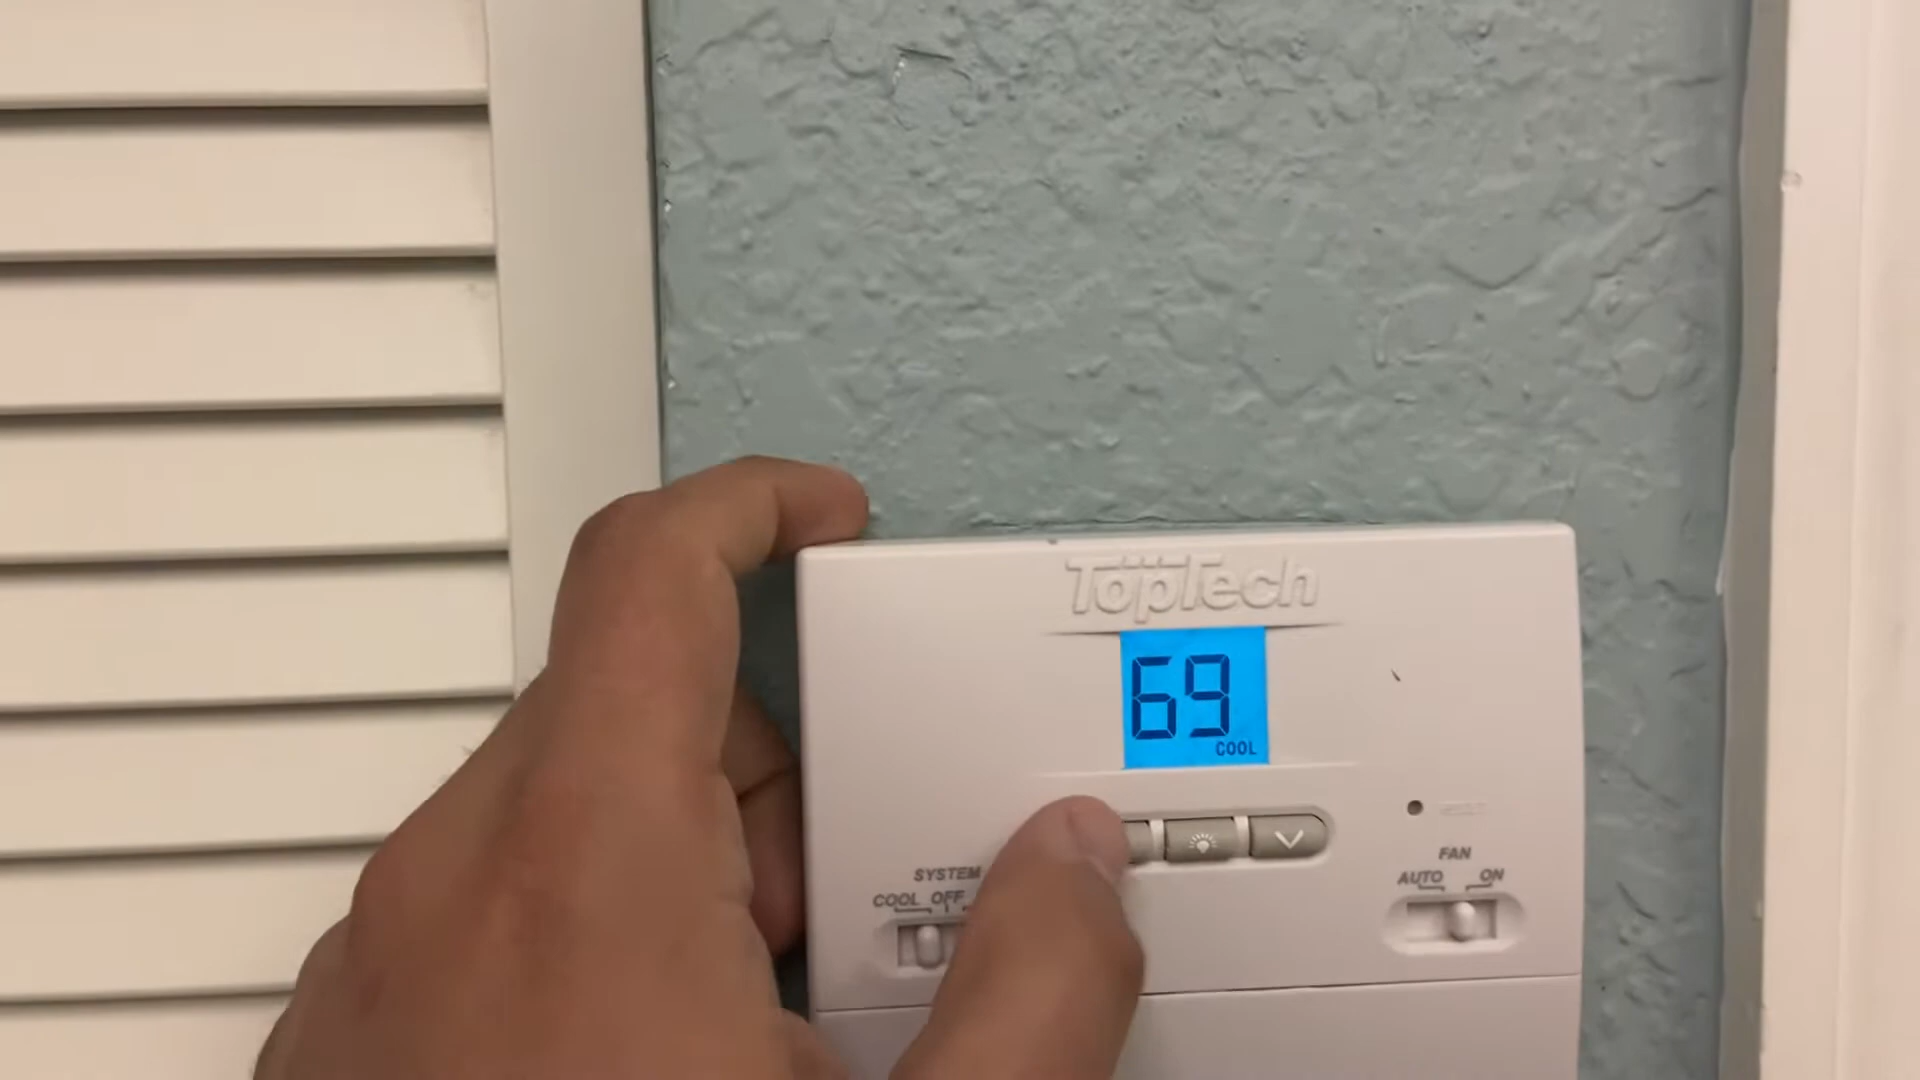 TopTech
69
COOL
SYSTEM
COOL OFF
FAN
AUTO ON